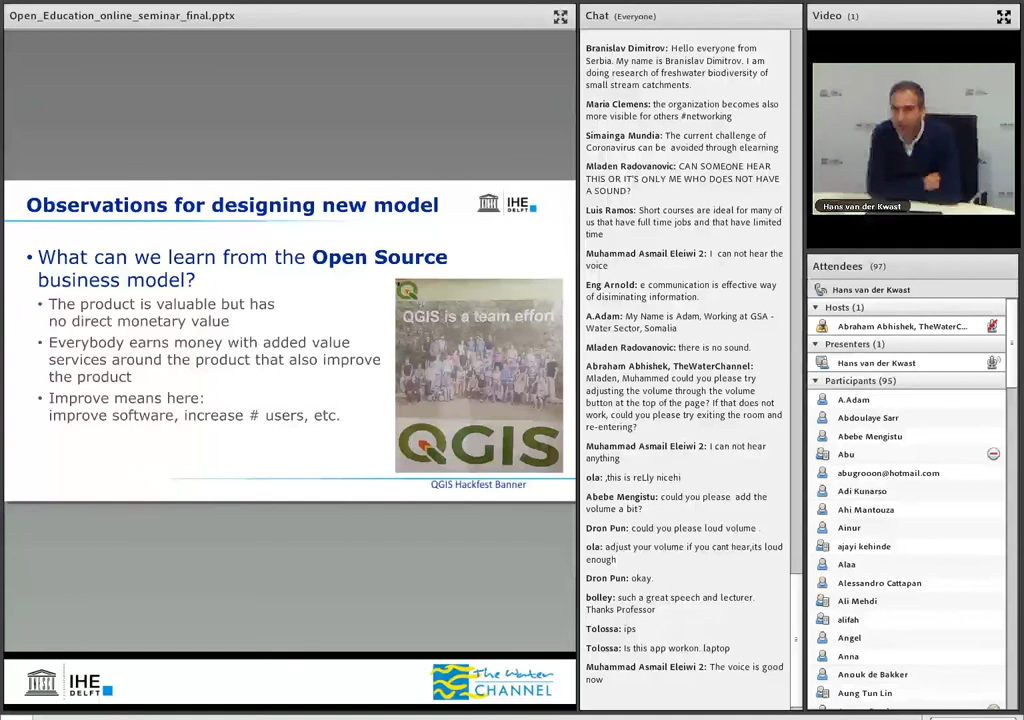 Open_Education_online_seminar_final.pptx
Observations for designing new model
IHE
DELFT
• What can we learn from the Open Source
business model?
• The product is valuable but has
no direct monetary value
• Everybody earns money with added value
services around the product that also improve
the product
• Improve means here:
improve software, increase # users, etc.
QGIS is a team effort
QGIS
QGIS Hackfest Banner
IHE
DELFT
The Water
CHANNEL
Chat (Everyone)
Branislav Dimitrov: Hello everyone from
Serbia. My name is Branislav Dimitrov. I am
doing research of freshwater biodiversity of
small stream catchments.
Maria Clemens: the organization becomes also
more visible for others #networking
Simainga Mundia: The current challenge of
Coronavirus can be avoided through elearning
Mladen Radovanovic: CAN SOMEONE HEAR
THIS OR IT'S ONLY ME WHO DOES NOT HAVE
A SOUND?
Luis Ramos: Short courses are ideal for many of
us that have full time jobs and that have limited
time
Muhammad Asmail Eleiwi 2: I can not hear the
voice
Eng Arnold: e communication is effective way
of disiminating information.
A.Adam: My Name is Adam, Working at GSA -
Water Sector, Somalia
Mladen Radovanovic: there is no sound.
Abraham Abhishek, TheWaterChannel:
Mladen, Muhammed could you please try
adjusting the volume through the volume
button at the top of the page? If that does not
work, could you please try exiting the room and
re-entering?
Muhammad Asmail Eleiwi 2: I can not hear
anything
ola: ,this is reLly nicehi
Abebe Mengistu: could you please add the
volume a bit?
Dron Pun: could you please loud volume .
ola: adjust your volume if you cant hear,its loud
enough
Dron Pun: okay.
bolley: such a great speech and lecturer.
Thanks Professor
Tolossa: ips
Tolossa: Is this app workon. laptop
Muhammad Asmail Eleiwi 2: The voice is good
now
Video (1)
Hans van der Kwast
Attendees (97)
Hans van der Kwast
Hosts (1)
Abraham Abhishek, TheWaterC...
Presenters (1)
Hans van der Kwast
Participants (95)
A.Adam
Abdoulaye Sarr
Abebe Mengistu
Abu
abugrooon@hotmail.com
Adi Kunarso
Ahi Mantouza
Ainur
ajayi kehinde
Alaa
Alessandro Cattapan
Ali Mehdi
alifah
Angel
Anna
Anouk de Bakker
Aung Tun Lin